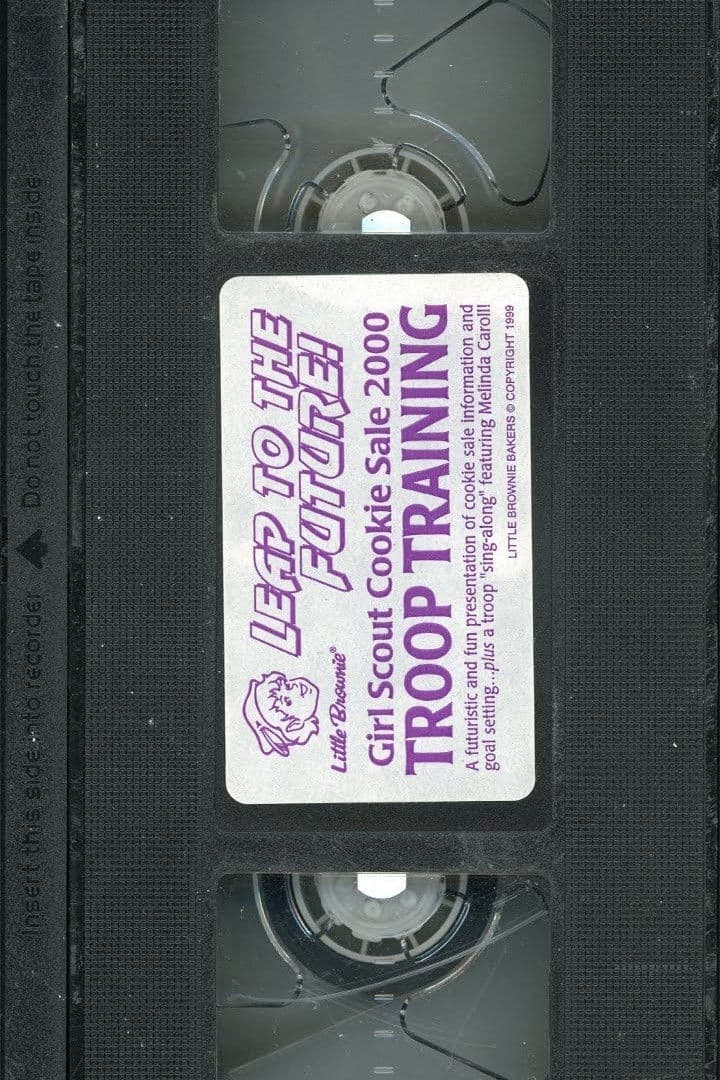 Insert this side into recorder
Do not touch the tape inside
LEAP TO THE
FUTURE!
Little Brownie®
Girl Scout Cookie Sale 2000
TROOP TRAINING
A futuristic and fun presentation of cookie sale information and
goal setting...plus a troop "sing-along" featuring Melinda Caroll!
LITTLE BROWNIE BAKERS © COPYRIGHT 1999